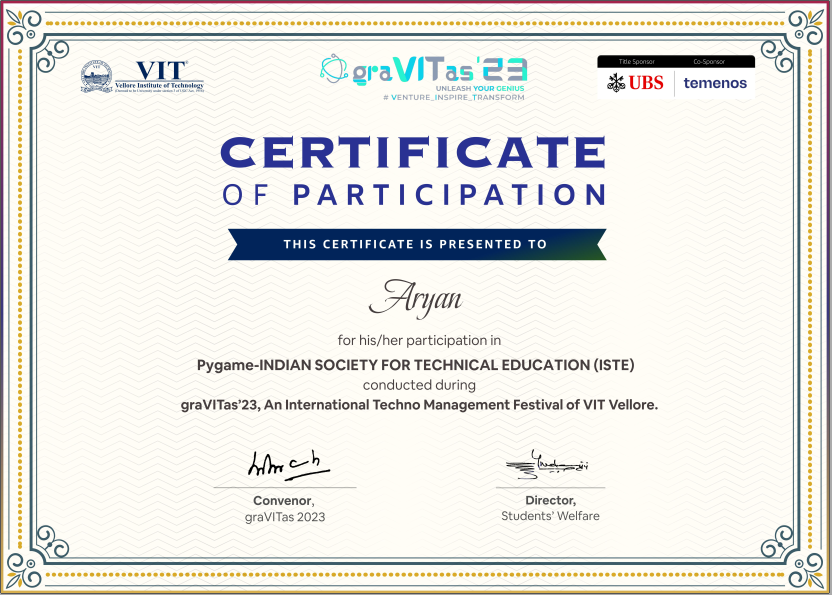 VIT
Vellore Institute of Technology
graVITas'23
UNLEASH YOUR GENIUS
# VENTURE_INSPIRE_TRANSFORM
Title Sponsor
Co-Sponsor
UBS
temenos
CERTIFICATE
OF PARTICIPATION
THIS CERTIFICATE IS PRESENTED TO
Aryan
for his/her participation in
Pygame-INDIAN SOCIETY FOR TECHNICAL EDUCATION (ISTE)
conducted during
graVITas'23, An International Techno Management Festival of VIT Vellore.
Convenor,
graVITas 2023
Director,
Students' Welfare